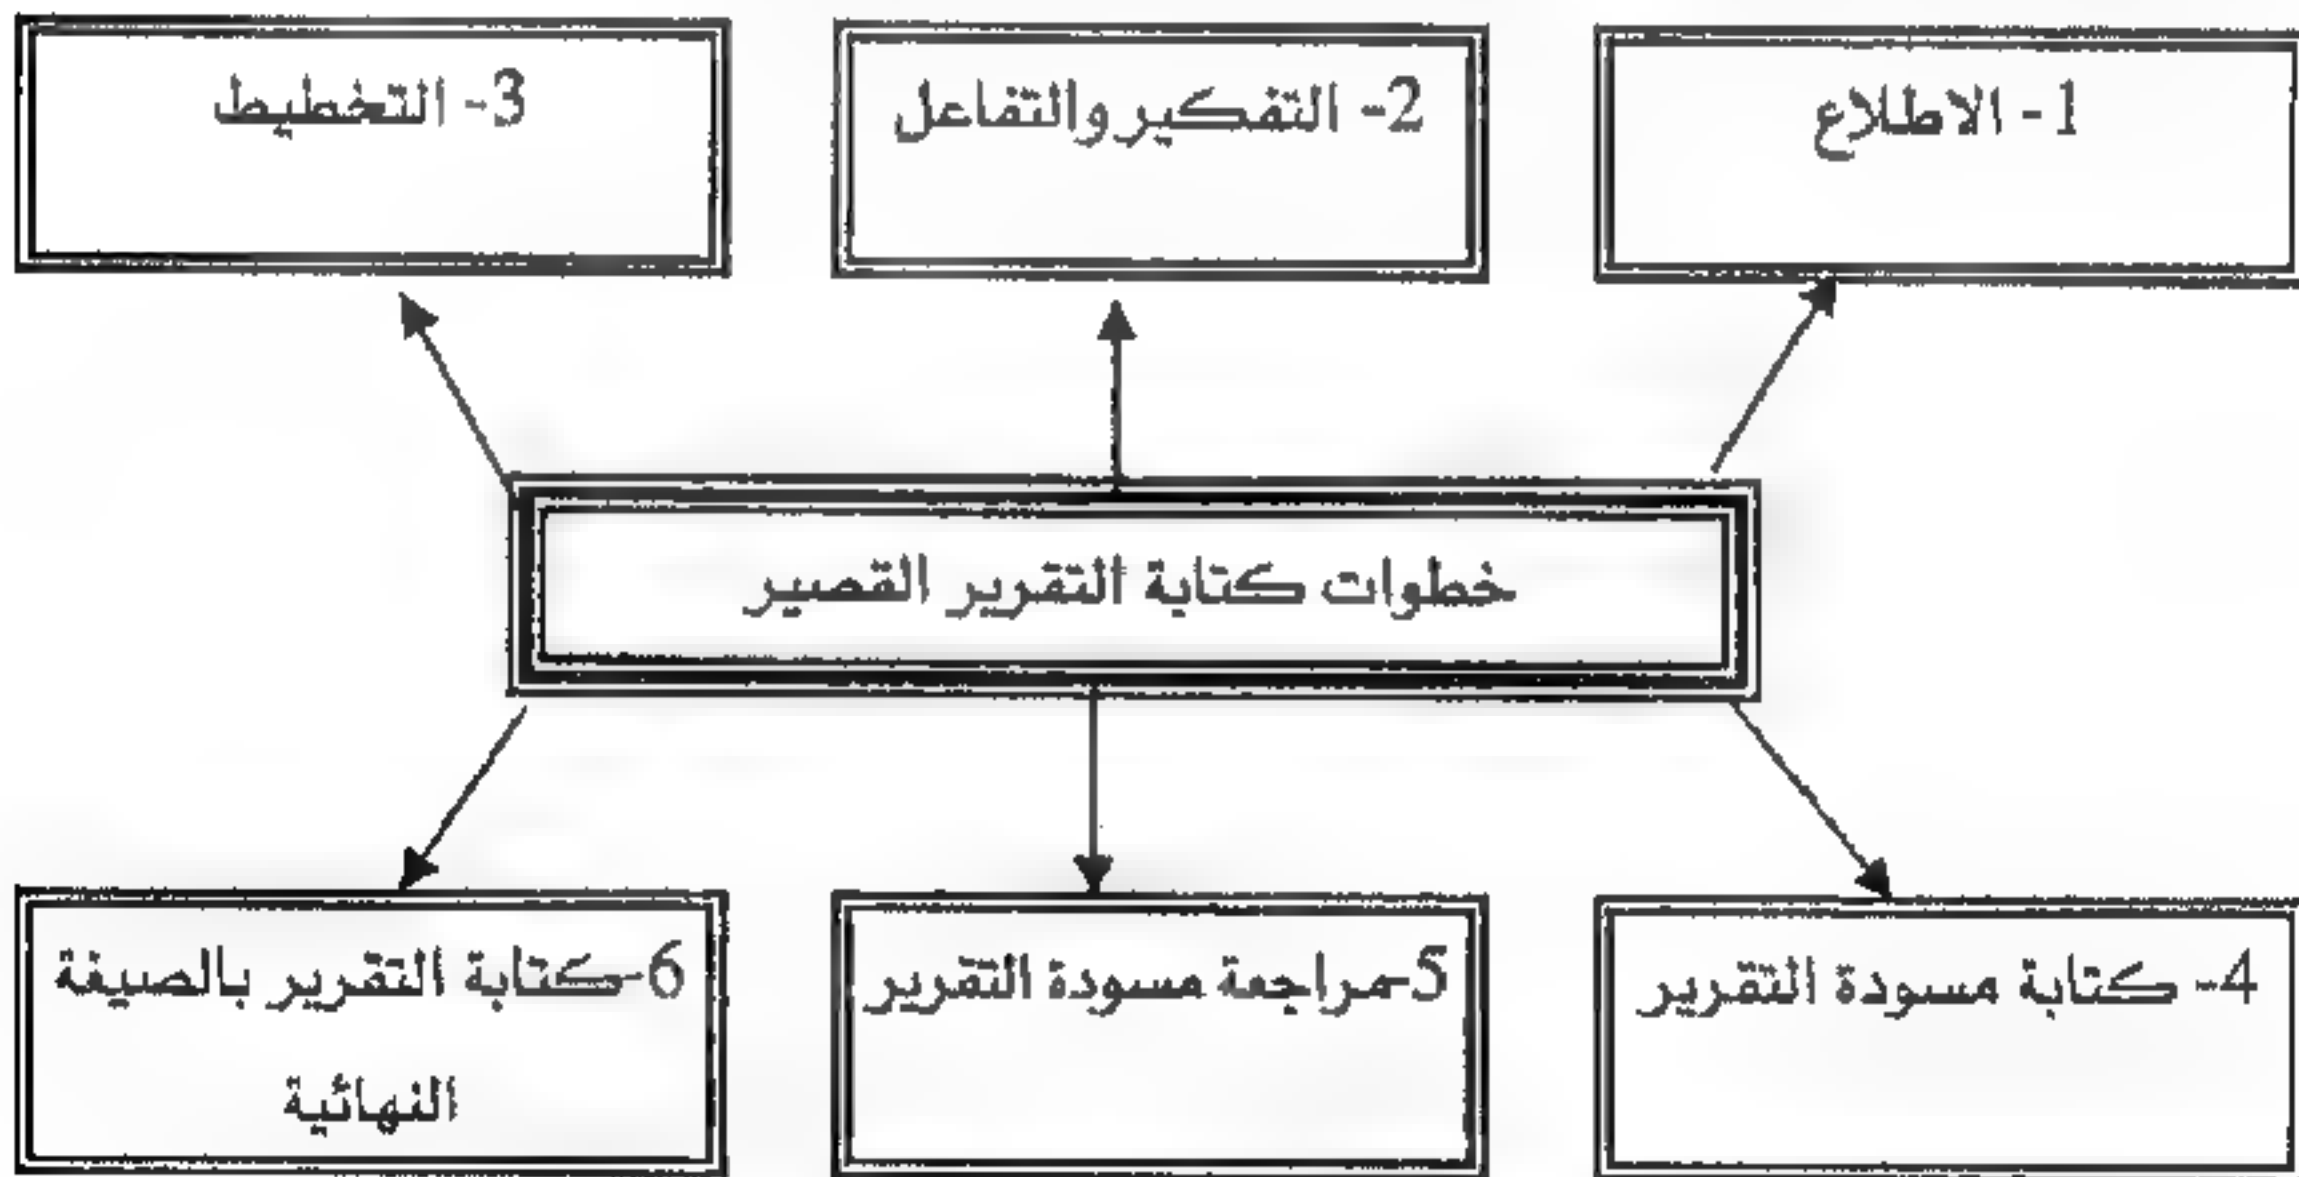 1- الاطلاع
2- التفكير والتفاعل
3- التخطيط
خطوات كتابة التقرير القصير
4- كتابة مسودة التقرير
5-مراجعة مسودة التقرير
6-كتابة التقرير بالصيغة
النهائية